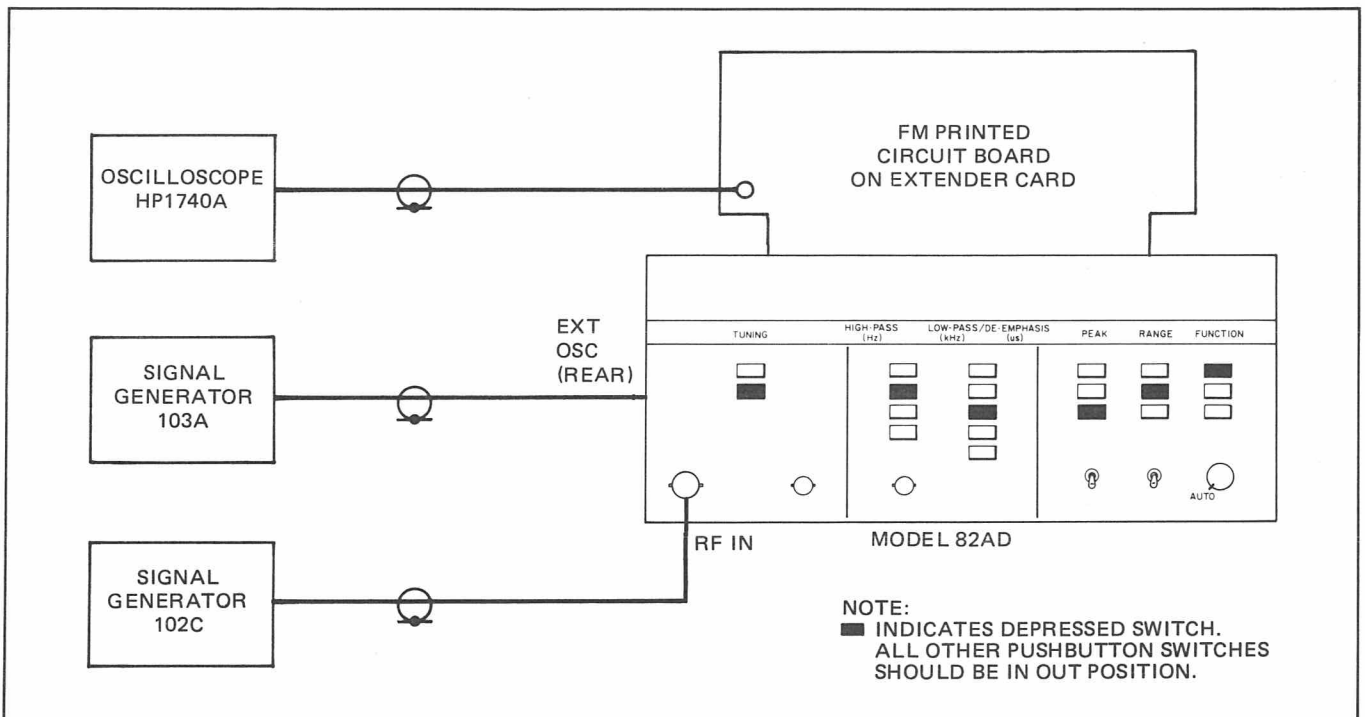 FM PRINTED
CIRCUIT BOARD
ON EXTENDER CARD
OSCILLOSCOPE
HP1740A
EXT
OSC
(REAR)
SIGNAL
GENERATOR
103A
TUNING
HIGH-PASS
(Hz)
LOW-PASS/DE-EMPHASIS
(kHz) (us)
PEAK
RANGE
FUNCTION
AUTO
RF IN
MODEL 82AD
SIGNAL
GENERATOR
102C
NOTE:
INDICATES DEPRESSED SWITCH.
ALL OTHER PUSHBUTTON SWITCHES
SHOULD BE IN OUT POSITION.